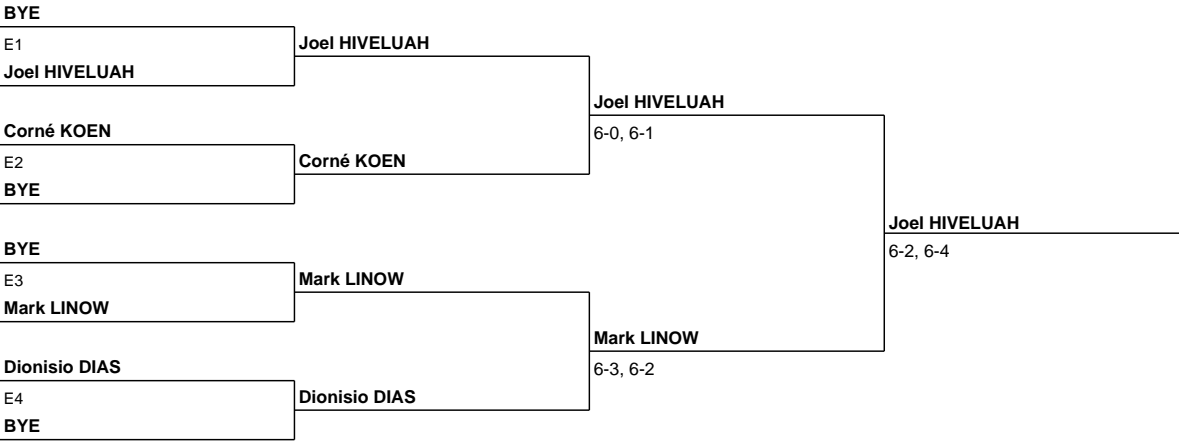 BYE
E1
Joel HIVELUAH
Joel HIVELUAH
Corné KOEN
E2
BYE
Corné KOEN
Joel HIVELUAH
6-0, 6-1
BYE
E3
Mark LINOW
Mark LINOW
Dionisio DIAS
E4
BYE
Dionisio DIAS
Mark LINOW
6-3, 6-2
Joel HIVELUAH
6-2, 6-4